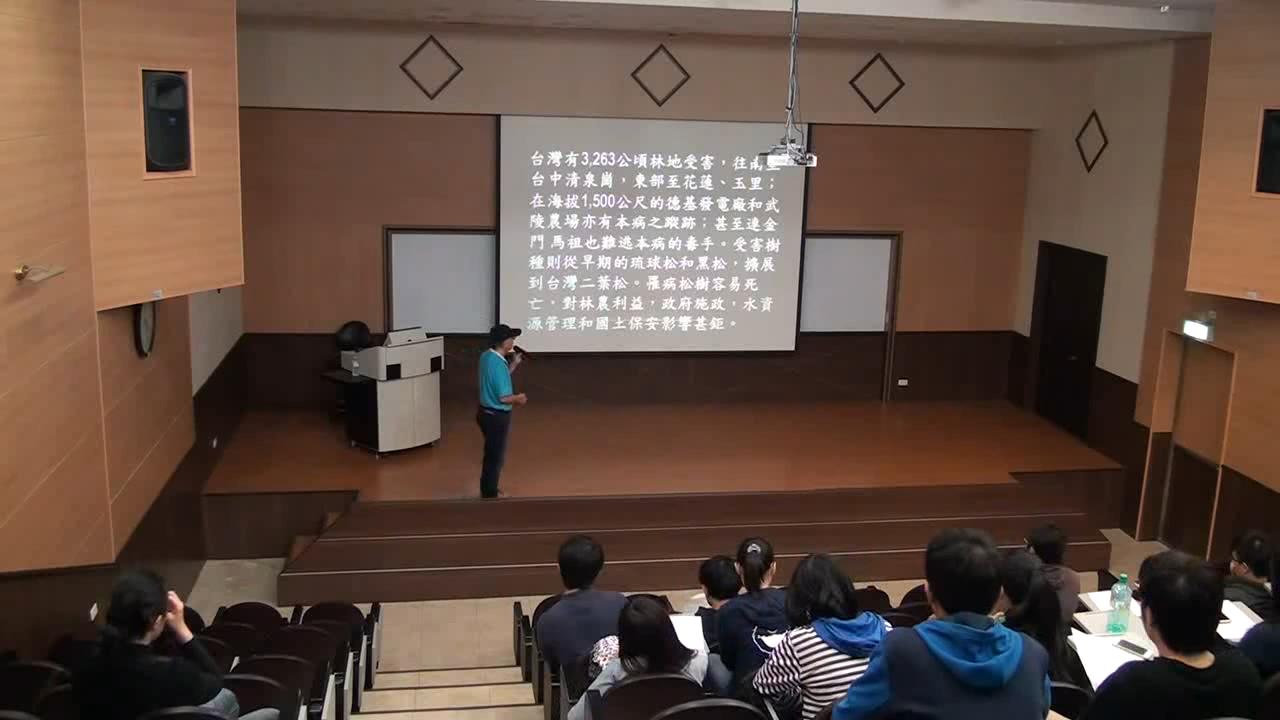 台灣有3,263公頃林地受害，往南至
台中清泉崗，東部至花蓮、玉里；
在海拔1,500公尺的德基發電廠和武
陵農場亦有本病之蹤跡；甚至連金
門 馬祖也難逃本病的毒手。受害樹
種則從早期的琉球松和黑松，擴展
到台灣二葉松。罹病松樹容易死
亡。對林農利益，政府施政，水資
源管理和國土保安影響甚鉅。